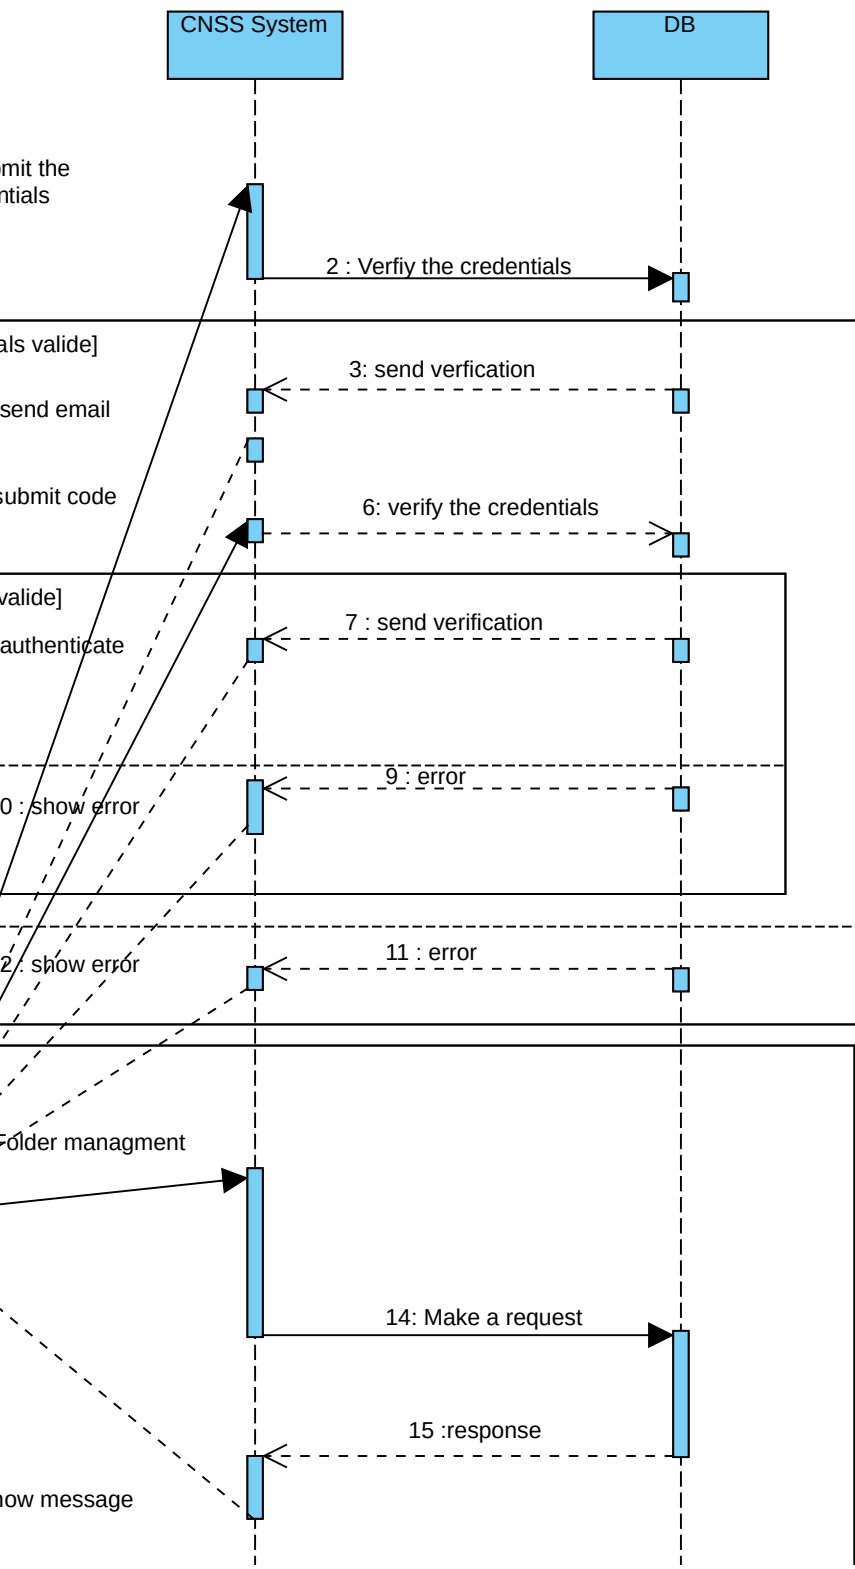 CNSS System
DB
mit the
ntials
2 : Verfiy the credentials
als valide]
3: send verfication
send email
submit code
6: verify the credentials
valide]
7 : send verification
authenticate
9 : error
0 : show error
11 : error
2 : show error
Folder managment
14: Make a request
15 :response
how message